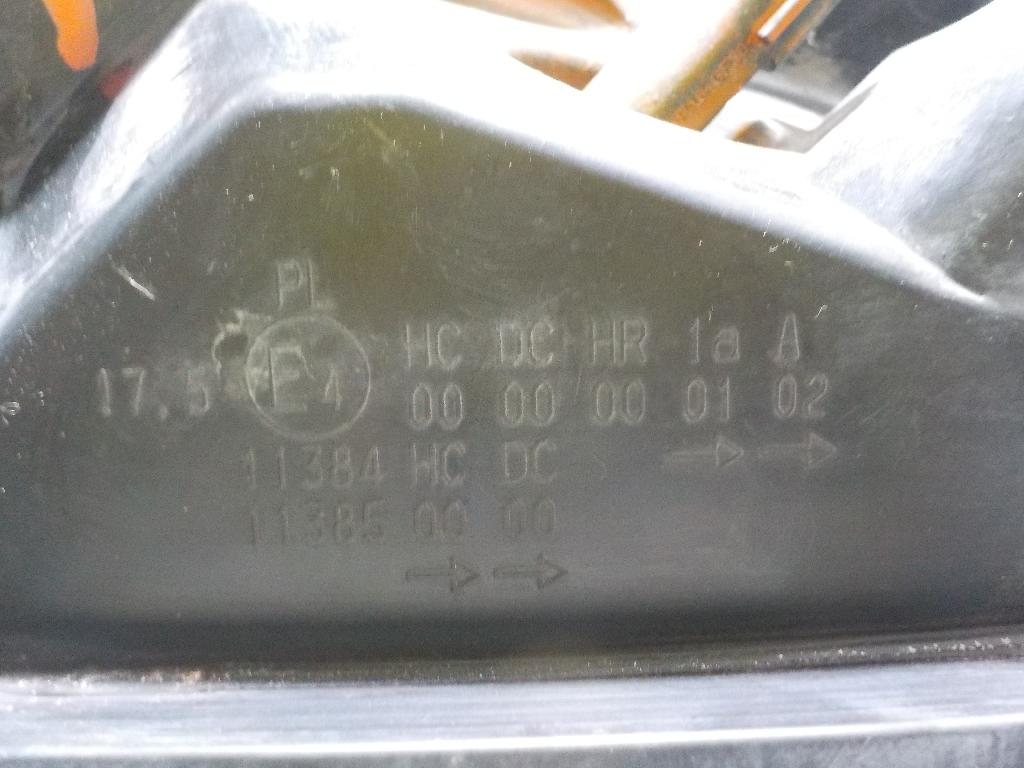 PL
HC DC HR 1a A
17,5 E4 00 00 00 01 02
11384 HC DC → →
11385 00 00
→ →